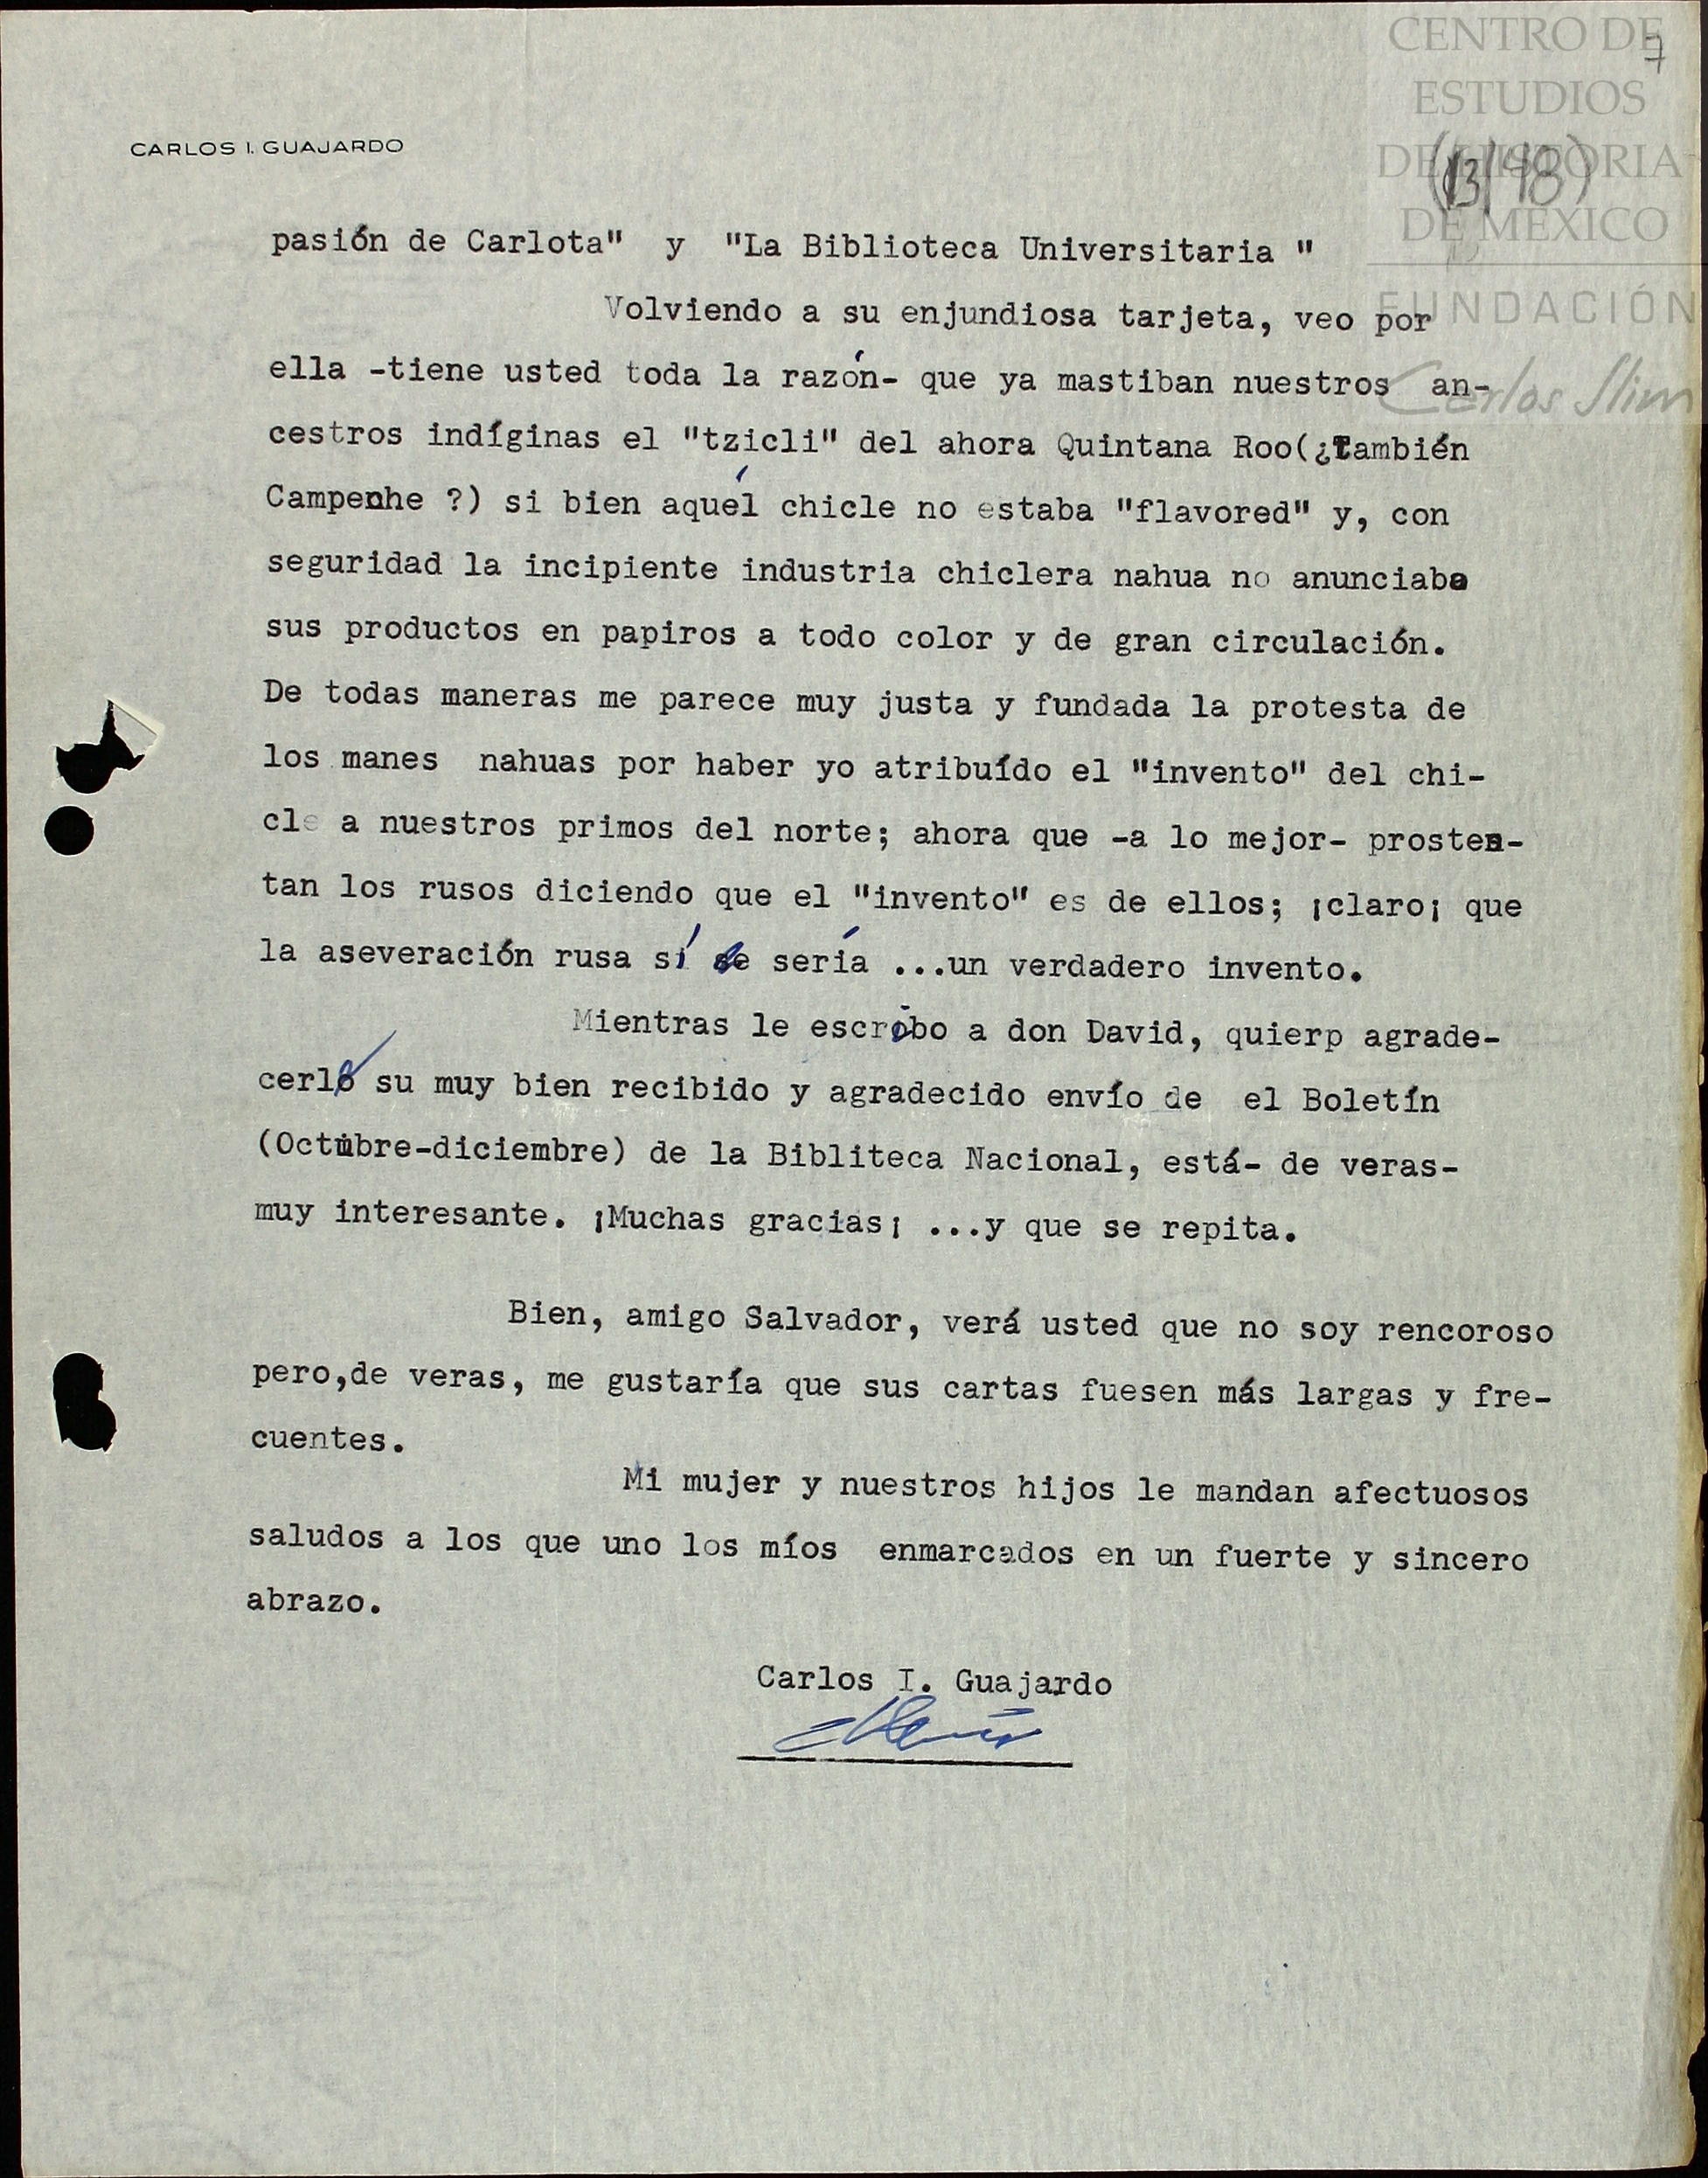 CENTRO DE
ESTUDIOS
DE HISTORIA
DE MÉXICO
FUNDACIÓN
Carlos Slim
7
(13/48)
CARLOS I. GUAJARDO
pasión de Carlota" y "La Biblioteca Universitaria "
Volviendo a su enjundiosa tarjeta, veo por
ella -tiene usted toda la razón- que ya mastiban nuestros an-
cestros indíginas el "tzicli" del ahora Quintana Roo(¿también
Campenhe ?) si bien aquél chicle no estaba "flavored" y, con
seguridad la incipiente industria chiclera nahua no anunciaba
sus productos en papiros a todo color y de gran circulación.
De todas maneras me parece muy justa y fundada la protesta de
los manes nahuas por haber yo atribuído el "invento" del chi-
cle a nuestros primos del norte; ahora que -a lo mejor- prosten-
tan los rusos diciendo que el "invento" es de ellos; ¡claro¡ que
la aseveración rusa sí se sería ...un verdadero invento.
Mientras le escribo a don David, quierp agrade-
cerle su muy bien recibido y agradecido envío de el Boletín
(Octubre-diciembre) de la Bibliteca Nacional, está- de veras-
muy interesante. ¡Muchas gracias¡ ...y que se repita.
Bien, amigo Salvador, verá usted que no soy rencoroso
pero,de veras, me gustaría que sus cartas fuesen más largas y fre-
cuentes.
Mi mujer y nuestros hijos le mandan afectuosos
saludos a los que uno los míos enmarcados en un fuerte y sincero
abrazo.
Carlos I. Guajardo